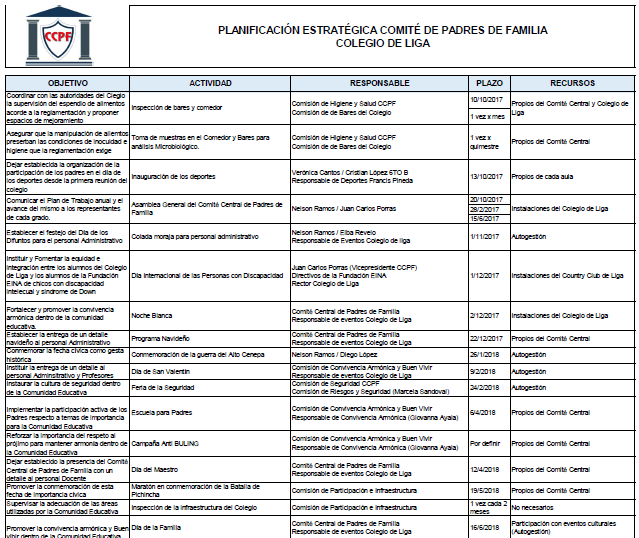 CCPF
PLANIFICACIÓN ESTRATÉGICA COMITÉ DE PADRES DE FAMILIA
COLEGIO DE LIGA
OBJETIVO ACTIVIDAD RESPONSABLE PLAZO RECURSOS
Coordinar con las autoridades del Clegio
la supervisión del espendio de alimentos
acorde a la reglamentación y proponer
espacios de mejoramiento
Inspección de bares y comedor
Comisión de Higiene y Salud CCPF
Comisión de de Bares del Colegio
10/10/2017
1 vez x mes
Propios del Comité Central y Colegio de
Liga
Asegurar que la manipulación de alientos
preserban las condiciones de inocuidad e
higiene que la reglamentación exige
Toma de muestras en el Comedor y Bares para
análisis Microbiológico.
Comisión de Higiene y Salud CCPF
Comisión de de Bares del Colegio
1 vez x
quimestre
Propios del Comité Central
Dejar establecida la organización de la
participación de los padres en el día de
los deportes desde la primera reunión del
colegio
Inauguración de los deportes
Verónica Cantos / Cristian López 6TO B
Responsable de Deportes Francis Pineda
13/10/2017
Propios de cada aula
Comunicar el Plan de Trabajo anual y el
avance del mismo a los representantes
de cada grado.
Asamblea General del Comité Central de Padres de
Familia
Nelson Ramos / Juan Carlos Porras
20/10/2017
28/2/2017
15/6/2017
Instalaciones del Colegio de Liga
Establecer el festejo del Día de los
Difuntos para el personal Administrativo
Colada moraja para personal administrativo
Nelson Ramos / Elba Revelo
Responsable de Eventos Colegio de liga
1/11/2017
Autogestión
Instituir y Fomentar la equidad e
integración entre los alumnos del Colegio
de Liga y los alumnos de la Fundación
EINA de chicos con discapacidad
intelecual y síndrome de Down
Día Internacional de las Personas con Discapacidad
Juan Carlos Porras (Vicepresidente CCPF)
Directivos de la Fundación EINA
Rector Colegio de Liga
1/12/2017
Instalaciones del Country Club de Liga
Fortalecer y promover la convivencia
armónica dentro de la comunidad
educativa.
Noche Blanca
Comité Central de Padres de Familia
Responsable de eventos Colegio de Liga
2/12/2017
Instalaciones del Colegio de Liga
Establecer la entrega de un detalle
navideño al personal Administrativo
Programa Navideño
Comité Central de Padres de Familia
Responsable de eventos Colegio de Liga
22/12/2017
Propios del Comité Central
Conmemorar la fecha cívica como gesta
histórica
Conmemoración de la guerra del Alto Cenepa
Nelson Ramos / Diego López
26/1/2018
Autogestión
Instituir la entrega de un detalle al
personal Administrativo y Profesores
Día de San Valentín
Comisión de Convivencia Armónica y Buen Vivir
Responsable de eventos Colegio de Liga
9/2/2018
Autogestión
Instaurar la cultura de seguridad dentro
de la Comunidad Educativa
Feria de la Seguridad
Comisión de Seguridad CCPF
Comisión de Riesgos y Seguridad (Marcela Sandoval)
24/2/2018
Autogestión
Implementar la participación activa de los
Padres respecto a temas de importancia
para la Comunidad Educativa
Escuela para Padres
Comisión de Convivencia Armónica y Buen Vivir
Responsable de Convivencia Armónica (Giovanna Ayala)
6/4/2018
Propios del Comité Central
Reforzar la importancia del respeto al
prójimo para mantener armonía dentro de
la Comunidad Educativa
Campaña Anti BULING
Comisión de Convivencia Armónica y Buen Vivir
Responsable de Convivencia Armónica (Giovanna Ayala)
Por definir
Propios del Comité Central
Dejar establecido la presencia del Comité
Central de Padres de Familia con un
detalle al personal Docente
Día del Maestro
Comité Central de Padres de Familia
Responsable de eventos Colegio de Liga
12/4/2018
Propios del Comité Central
Promover la conmemoración de esta
fecha de importancia cívica
Maratón en conmemoración de la Batalla de
Pichincha
Comisión de Participación e Infraestructura
19/5/2018
Propios del Comité Central
Supervisar la adecuación de las áreas
utilizadas por la Comunidad Educativa
Inspección de la Infraestructura del Colegio
Comisión de Participación e Infraestructura
1 vez cada 2
meses
No necesarios
Promover la convivencia armónica y Buen
vivir dentro de la Comunidad Educativa
Día de la Familia
Comité Central de Padres de Familia
Responsable de eventos Colegio de Liga
16/6/2018
Participación con eventos culturales
(Autogestión)